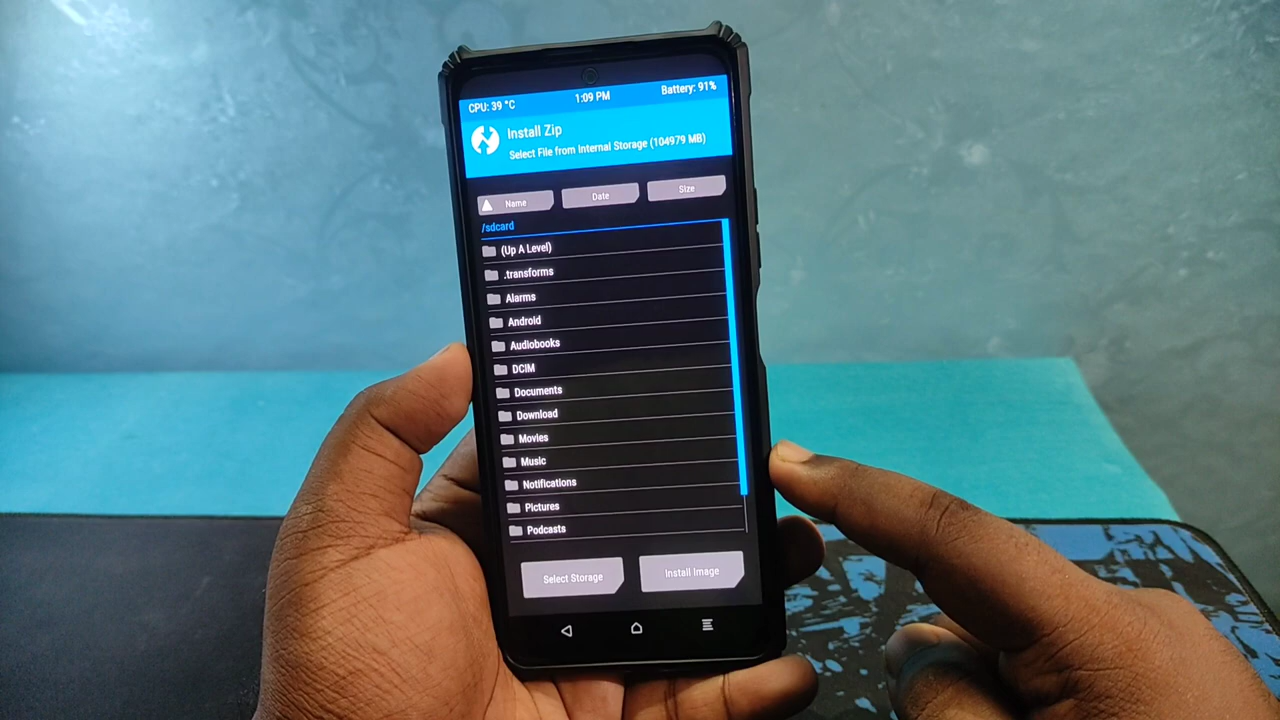 CPU: 39 °C 1:09 PM Battery: 91%
Install Zip
Select File from Internal Storage (104979 MB)
Name Date Size
/sdcard
(Up A Level)
.transforms
Alarms
Android
Audiobooks
DCIM
Documents
Download
Movies
Music
Notifications
Pictures
Podcasts
Select Storage Install Image